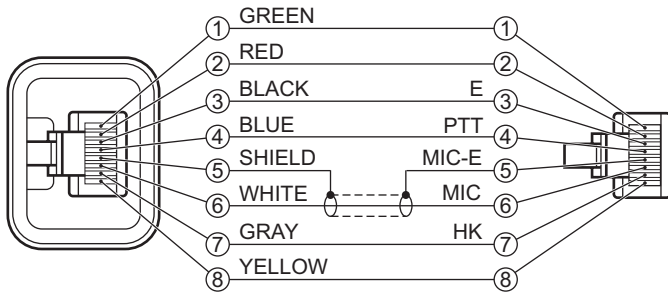 ① GREEN ①
② RED ②
③ BLACK E ③
④ BLUE PTT ④
⑤ SHIELD MIC-E ⑤
⑥ WHITE MIC ⑥
⑦ GRAY HK ⑦
⑧ YELLOW ⑧